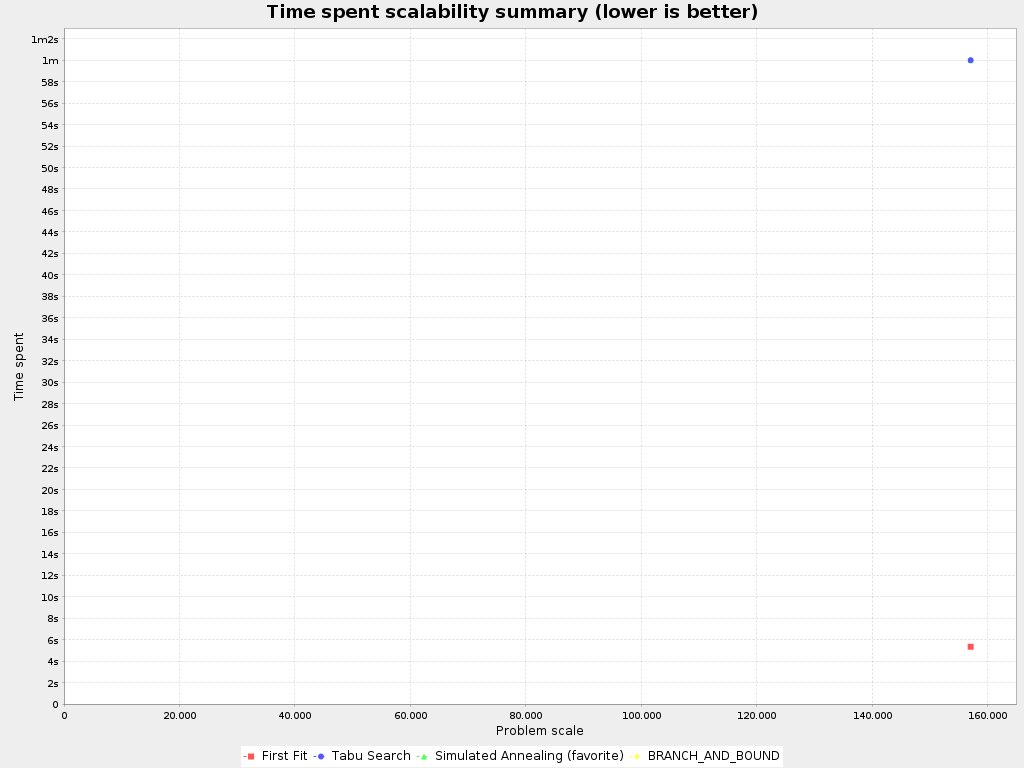 Time spent scalability summary (lower is better)
1m2s
1m
58s
56s
54s
52s
50s
48s
46s
44s
42s
40s
38s
36s
34s
32s
30s
28s
26s
24s
22s
20s
18s
16s
14s
12s
10s
8s
6s
4s
2s
0
Time spent
0 20.000 40.000 60.000 80.000 100.000 120.000 140.000 160.000
Problem scale
First Fit Tabu Search Simulated Annealing (favorite) BRANCH_AND_BOUND